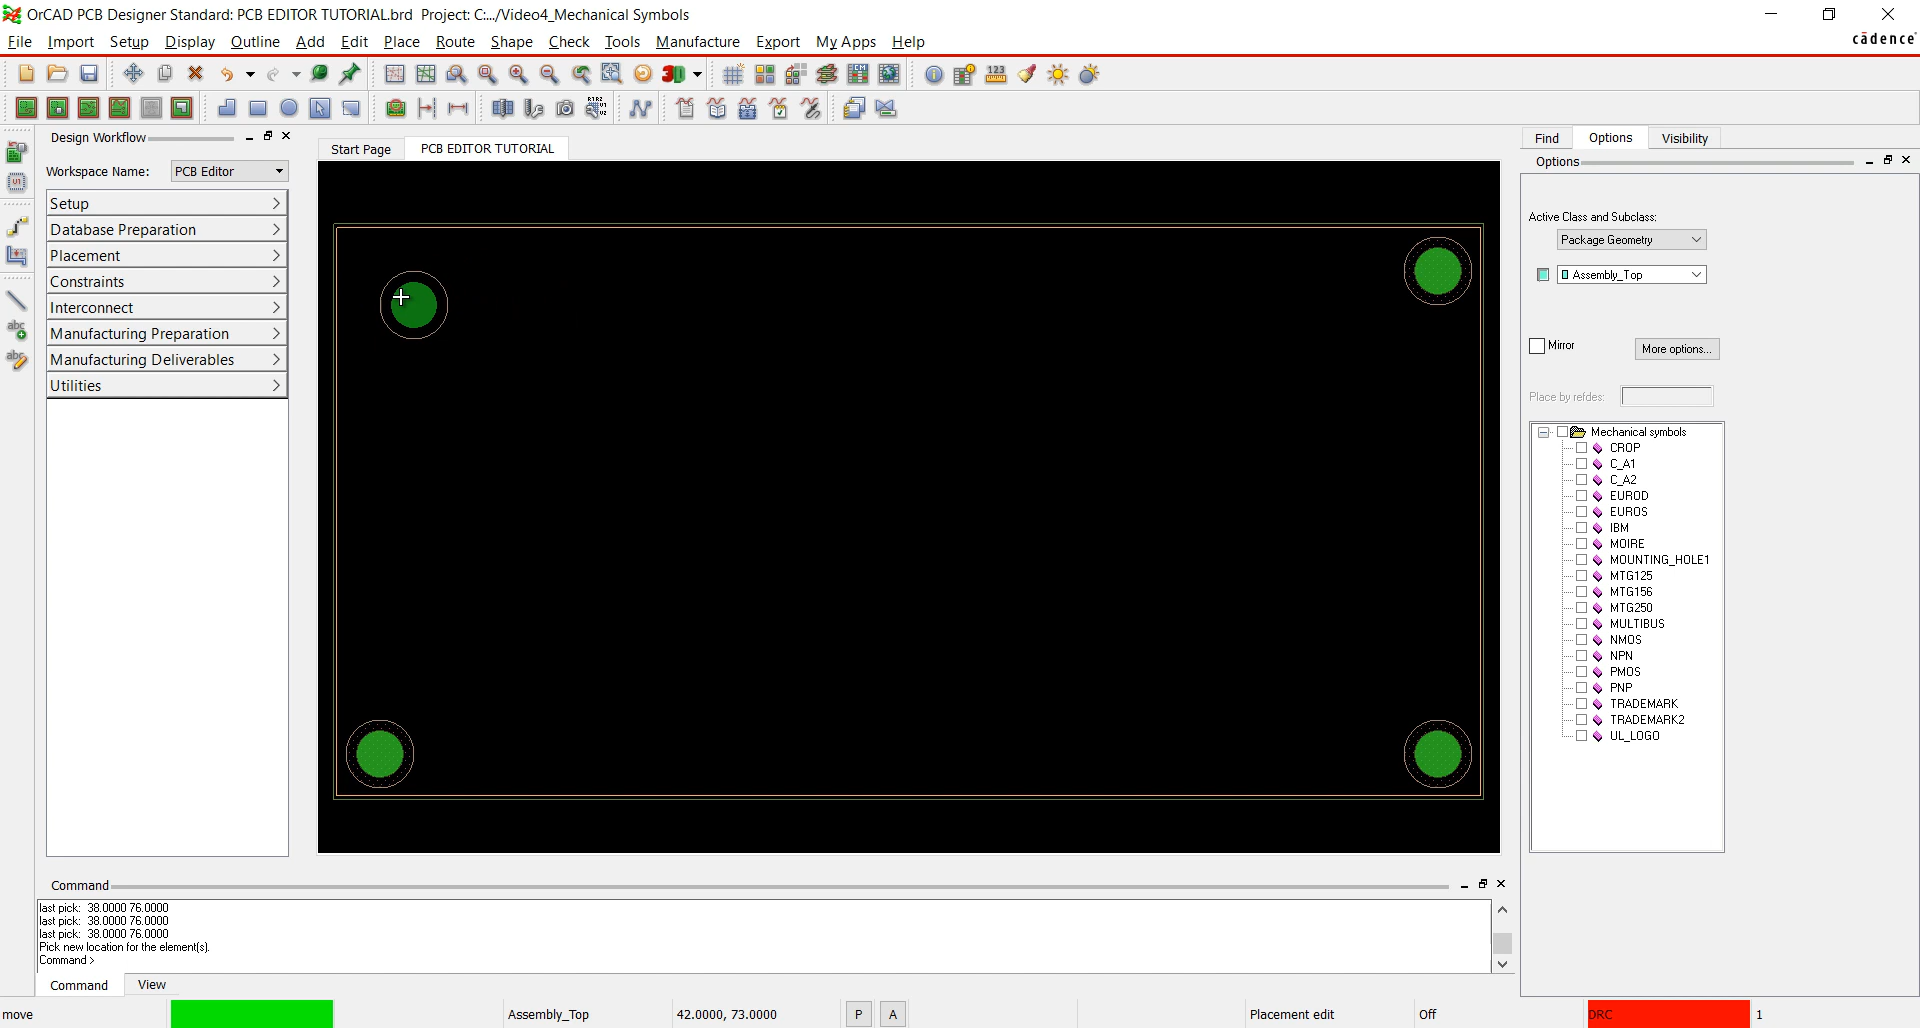 OrCAD PCB Designer Standard: PCB EDITOR TUTORIAL.brd Project: C:.../Video4_Mechanical Symbols
File Import Setup Display Outline Add Edit Place Route Shape Check Tools Manufacture Export My Apps Help
cādence
Design Workflow
Workspace Name: PCB Editor
Setup
Database Preparation
Placement
Constraints
Interconnect
Manufacturing Preparation
Manufacturing Deliverables
Utilities
Start Page PCB EDITOR TUTORIAL
Find Options Visibility
Options
Active Class and Subclass:
Package Geometry
Assembly_Top
Mirror More options...
Place by refdes:
Mechanical symbols
CROP
C_A1
C_A2
EUROD
EUROS
IBM
MOIRE
MOUNTING_HOLE1
MTG125
MTG156
MTG250
MULTIBUS
NMOS
NPN
PMOS
PNP
TRADEMARK
TRADEMARK2
UL_LOGO
Command
last pick: 38.0000 76.0000
last pick: 38.0000 76.0000
last pick: 38.0000 76.0000
Pick new location for the element(s).
Command >
Command View
move Assembly_Top 42.0000, 73.0000 P A Placement edit Off DRC 1